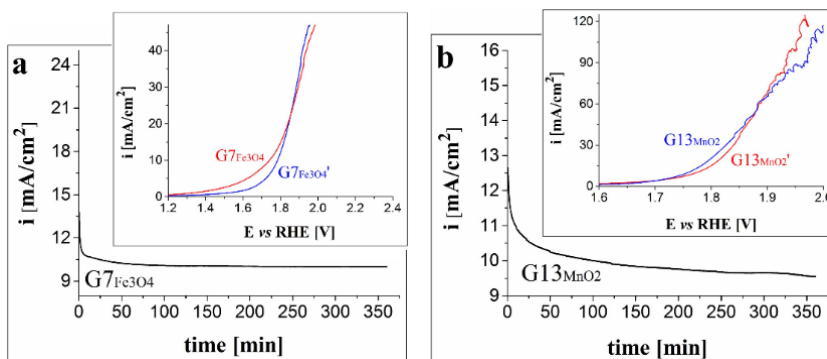 a
i [mA/cm²]
24
21
18
15
12
9
0 50 100 150 200 250 300 350
time [min]
G7Fe3O4
i [mA/cm²]
40
30
20
10
0
1.2 1.4 1.6 1.8 2.0 2.2 2.4
E vs RHE [V]
G7Fe3O4
G7Fe3O4'
b
i [mA/cm²]
16
15
14
13
12
11
10
9
0 50 100 150 200 250 300 350
time [min]
G13MnO2
i [mA/cm²]
120
90
60
30
0
1.6 1.7 1.8 1.9 2.0
E vs RHE [V]
G13MnO2
G13MnO2'